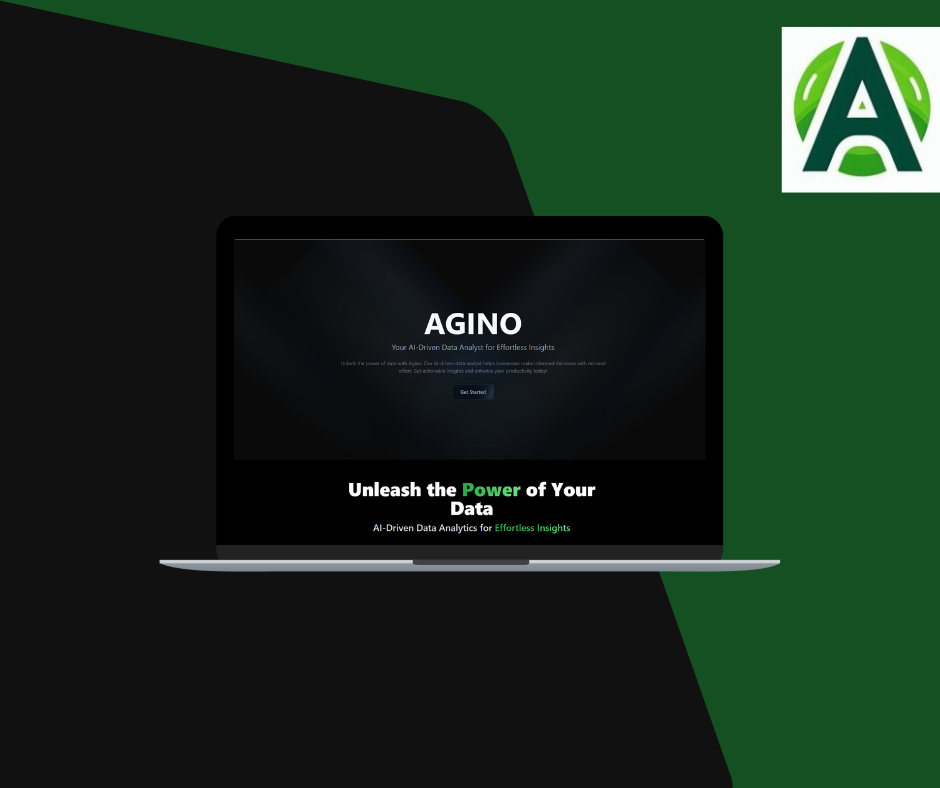 A
AGINO
Your AI-Driven Data Analyst for Effortless Insights
Unlock the power of data with Agino. Our AI-driven data analyst helps businesses make informed decisions with minimal
effort. Get actionable insights and enhance your productivity today!
Get Started
Unleash the Power of Your
Data
AI-Driven Data Analytics for Effortless Insights